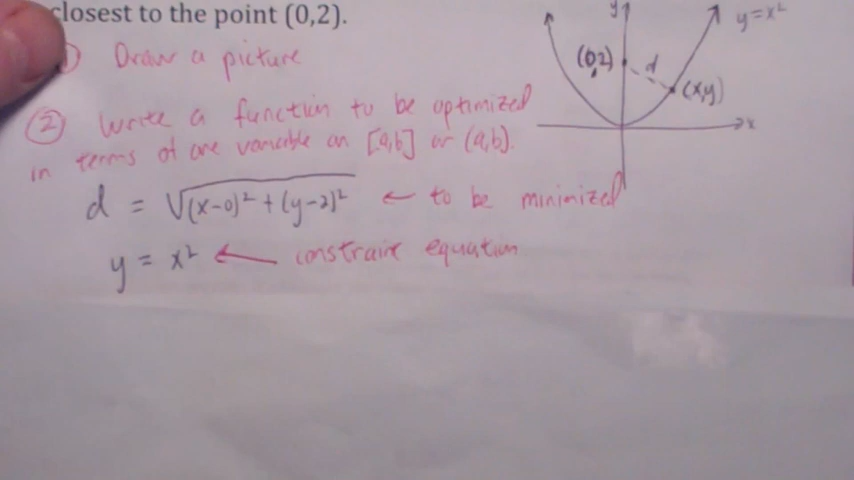 closest to the point (0,2).
y
y=x²
(0,2)
d
(x,y)
x
① Draw a picture
② Write a function to be optimized
in terms of one variable on [a,b] or (a,b).
d = √(x-0)² + (y-2)² ← to be minimized
y = x² ← constraint equation